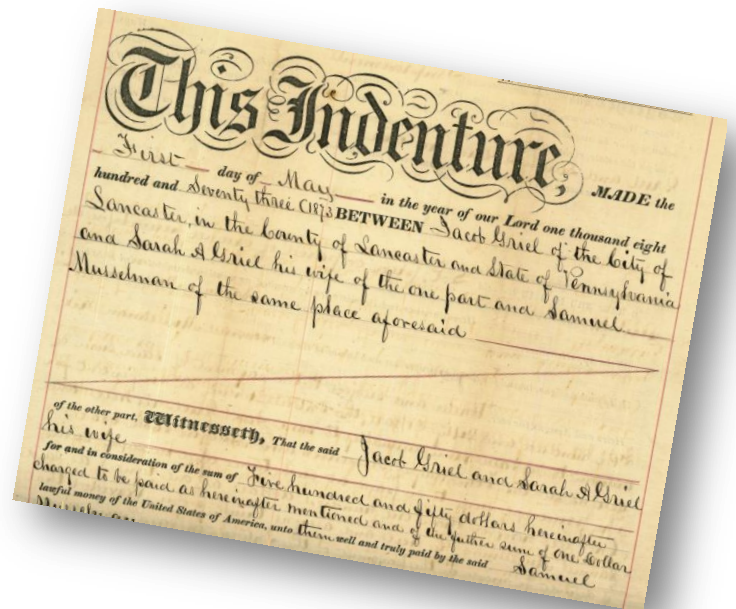 This Indenture, MADE the
First day of May in the year of our Lord one thousand eight
hundred and Seventy three (1873 BETWEEN Jacob Griel of the City of
Lancaster, in the County of Lancaster and State of Pennsylvania
and Sarah A Griel his wife of the one part and Samuel
Musselman of the same place aforesaid
of the other part, Witnesseth, That the said Jacob Griel and Sarah A Griel
his wife
for and in consideration of the sum of Five hundred and fifty dollars hereinafter
charged to be paid as hereinafter mentioned and of the further sum of one Dollar
lawful money of the United States of America, unto them well and truly paid by the said Samuel